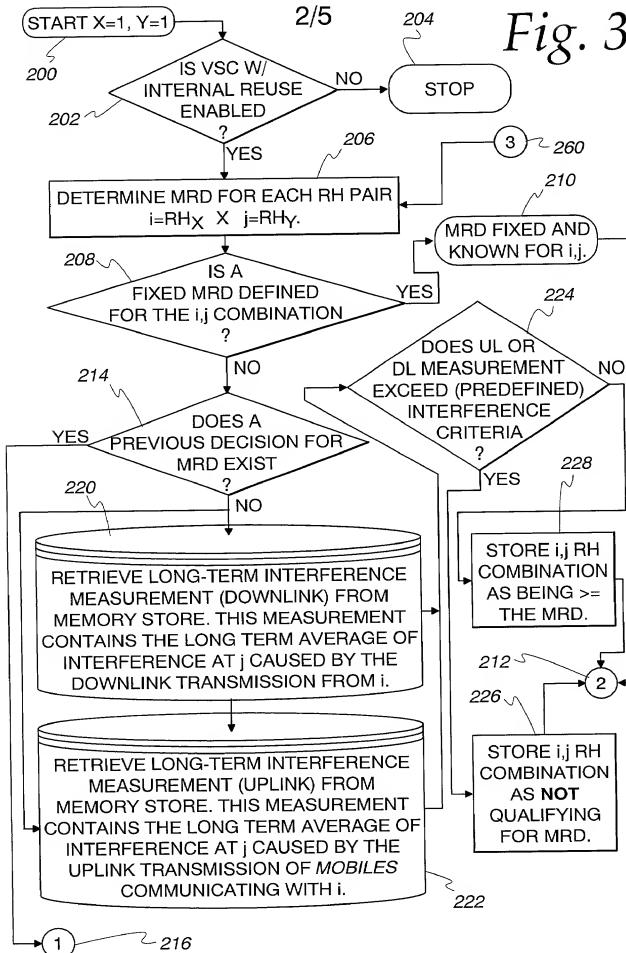 2/5
Fig. 3
START X=1, Y=1
200
IS VSC W/
INTERNAL REUSE
ENABLED
?
202
NO
YES
204
STOP
206
3
260
DETERMINE MRD FOR EACH RH PAIR
i=RHX X j=RHY.
210
MRD FIXED AND
KNOWN FOR i,j.
208
IS A
FIXED MRD DEFINED
FOR THE i,j COMBINATION
?
YES
NO
224
DOES UL OR
DL MEASUREMENT
EXCEED (PREDEFINED)
INTERFERENCE
CRITERIA
?
NO
YES
214
DOES A
PREVIOUS DECISION FOR
MRD EXIST
?
YES
NO
220
RETRIEVE LONG-TERM INTERFERENCE
MEASUREMENT (DOWNLINK) FROM
MEMORY STORE. THIS MEASUREMENT
CONTAINS THE LONG TERM AVERAGE OF
INTERFERENCE AT j CAUSED BY THE
DOWNLINK TRANSMISSION FROM i.
228
STORE i,j RH
COMBINATION
AS BEING >=
THE MRD.
212
2
226
STORE i,j RH
COMBINATION
AS NOT
QUALIFYING
FOR MRD.
RETRIEVE LONG-TERM INTERFERENCE
MEASUREMENT (UPLINK) FROM
MEMORY STORE. THIS MEASUREMENT
CONTAINS THE LONG TERM AVERAGE OF
INTERFERENCE AT j CAUSED BY THE
UPLINK TRANSMISSION OF MOBILES
COMMUNICATING WITH i.
222
1
216